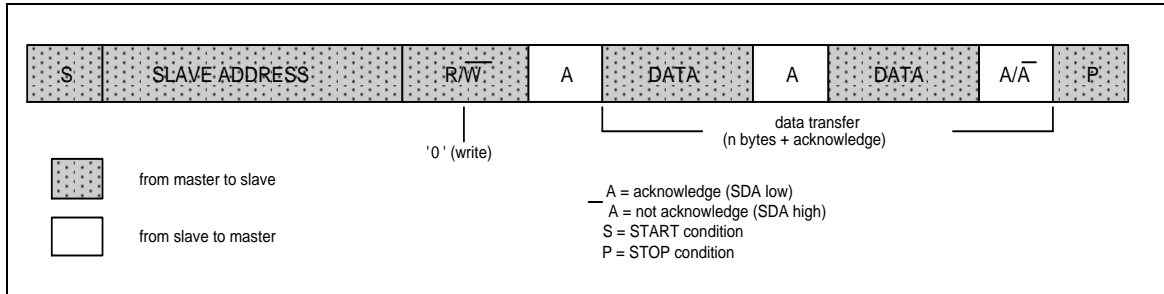 S SLAVE ADDRESS R/W̅ A DATA A DATA A/A̅ P
data transfer
(n bytes + acknowledge)
'0' (write)
from master to slave
from slave to master
A = acknowledge (SDA low)
A̅ = not acknowledge (SDA high)
S = START condition
P = STOP condition